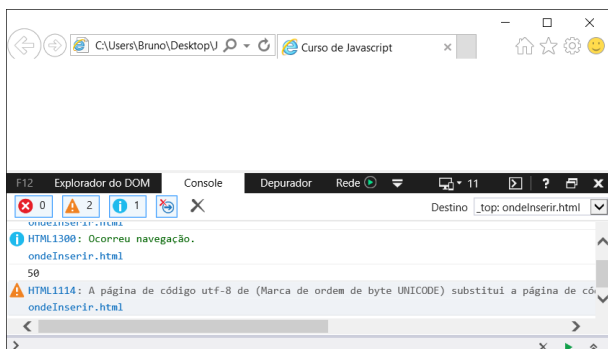 C:\Users\Bruno\Desktop\J
Curso de Javascript
F12 Explorador do DOM Console Depurador Rede 11 ?
0 2 1 Destino _top: ondeInserir.html
ondeInserir.html
HTML1300: Ocorreu navegação.
ondeInserir.html
50
HTML1114: A página de código utf-8 de (Marca de ordem de byte UNICODE) substitui a página de
ondeInserir.html